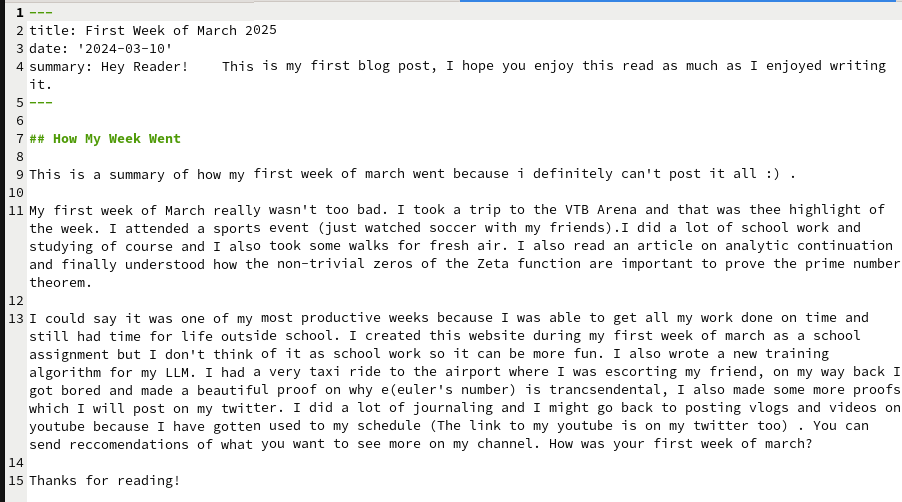 1 ---
2 title: First Week of March 2025
3 date: '2024-03-10'
4 summary: Hey Reader!    This is my first blog post, I hope you enjoy this read as much as I enjoyed writing
it.
5 ---
6
7 ## How My Week Went
8
9 This is a summary of how my first week of march went because i definitely can't post it all :) .
10
11 My first week of March really wasn't too bad. I took a trip to the VTB Arena and that was thee highlight of
the week. I attended a sports event (just watched soccer with my friends).I did a lot of school work and
studying of course and I also took some walks for fresh air. I also read an article on analytic continuation
and finally understood how the non-trivial zeros of the Zeta function are important to prove the prime number
theorem.
12
13 I could say it was one of my most productive weeks because I was able to get all my work done on time and
still had time for life outside school. I created this website during my first week of march as a school
assignment but I don't think of it as school work so it can be more fun. I also wrote a new training
algorithm for my LLM. I had a very taxi ride to the airport where I was escorting my friend, on my way back I
got bored and made a beautiful proof on why e(euler's number) is trancsendental, I also made some more proofs
which I will post on my twitter. I did a lot of journaling and I might go back to posting vlogs and videos on
youtube because I have gotten used to my schedule (The link to my youtube is on my twitter too) . You can
send reccomendations of what you want to see more on my channel. How was your first week of march?
14
15 Thanks for reading!